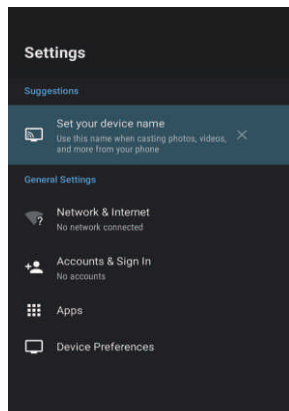 Settings
Suggestions
Set your device name
Use this name when casting photos, videos,
and more from your phone
General Settings
Network & Internet
No network connected
Accounts & Sign In
No accounts
Apps
Device Preferences